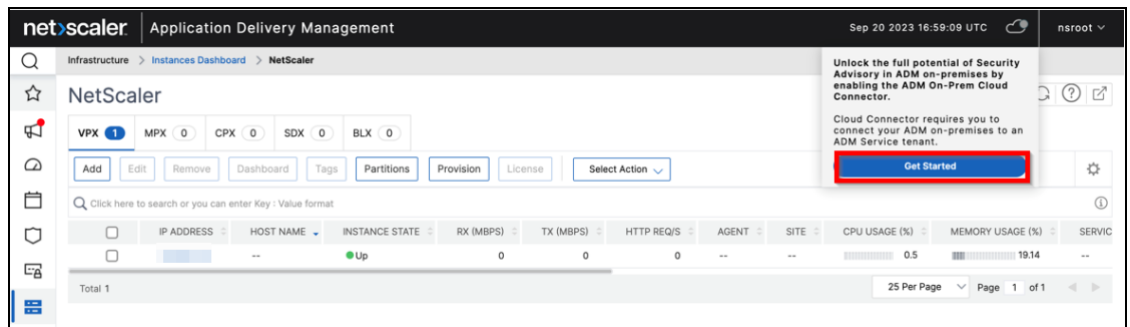 net>scaler. Application Delivery Management Sep 20 2023 16:59:09 UTC nsroot
Infrastructure > Instances Dashboard > NetScaler
Unlock the full potential of Security
Advisory in ADM on-premises by
enabling the ADM On-Prem Cloud
Connector.
Cloud Connector requires you to
connect your ADM on-premises to an
ADM Service tenant.
Get Started
NetScaler
VPX 1 MPX 0 CPX 0 SDX 0 BLX 0
Add Edit Remove Dashboard Tags Partitions Provision License Select Action
Click here to search or you can enter Key : Value format
IP ADDRESS HOST NAME INSTANCE STATE RX (MBPS) TX (MBPS) HTTP REQ/S AGENT SITE CPU USAGE (%) MEMORY USAGE (%) SERVIC
-- Up 0 0 0 -- -- 0.5 19.14 --
Total 1 25 Per Page Page 1 of 1